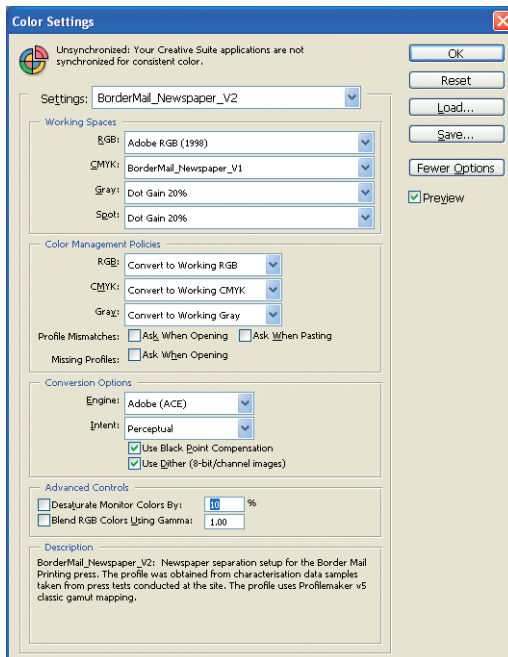 Color Settings
Unsynchronized: Your Creative Suite applications are not
synchronized for consistent color.
OK
Reset
Load...
Save...
Fewer Options
Preview
Settings: BorderMail_Newspaper_V2
Working Spaces
RGB: Adobe RGB (1998)
CMYK: BorderMail_Newspaper_V1
Gray: Dot Gain 20%
Spot: Dot Gain 20%
Color Management Policies
RGB: Convert to Working RGB
CMYK: Convert to Working CMYK
Gray: Convert to Working Gray
Profile Mismatches: Ask When Opening Ask When Pasting
Missing Profiles: Ask When Opening
Conversion Options
Engine: Adobe (ACE)
Intent: Perceptual
Use Black Point Compensation
Use Dither (8-bit/channel images)
Advanced Controls
Desaturate Monitor Colors By: 10 %
Blend RGB Colors Using Gamma: 1.00
Description
BorderMail_Newspaper_V2: Newspaper separation setup for the Border Mail
Printing press. The profile was obtained from characterisation data samples
taken from press tests conducted at the site. The profile uses Profilemaker v5
classic gamut mapping.